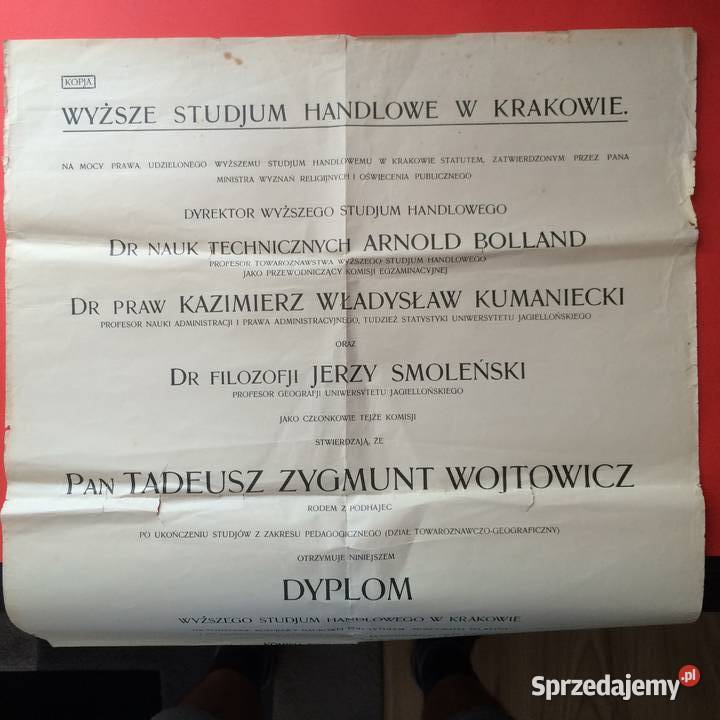 KOPJA
WYŻSZE STUDJUM HANDLOWE W KRAKOWIE.
NA MOCY PRAWA, UDZIELONEGO WYŻSZEMU STUDJUM HANDLOWEMU W KRAKOWIE STATUTEM, ZATWIERDZONYM PRZEZ PANA
MINISTRA WYZNAŃ RELIGIJNYCH I OŚWIECENIA PUBLICZNEGO
DYREKTOR WYŻSZEGO STUDJUM HANDLOWEGO
DR NAUK TECHNICZNYCH ARNOLD BOLLAND
PROFESOR TOWAROZNAWSTWA WYŻSZEGO STUDJUM HANDLOWEGO
JAKO PRZEWODNICZĄCY KOMISJI EGZAMINACYJNEJ
DR PRAW KAZIMIERZ WŁADYSŁAW KUMANIECKI
PROFESOR NAUKI ADMINISTRACJI I PRAWA ADMINISTRACYJNEGO, TUDZIEŻ STATYSTYKI UNIWERSYTETU JAGIELLOŃSKIEGO
ORAZ
DR FILOZOFJI JERZY SMOLEŃSKI
PROFESOR GEOGRAFJI UNIWERSYTETU JAGIELLOŃSKIEGO
JAKO CZŁONKOWIE TEJŻE KOMISJI
STWIERDZAJĄ, ŻE
PAN TADEUSZ ZYGMUNT WOJTOWICZ
RODEM Z PODHAJEC
PO UKOŃCZENIU STUDJÓW Z ZAKRESU PEDAGOGICZNEGO (DZIAŁ TOWAROZNAWCZO-GEOGRAFICZNY)
OTRZYMUJE NINIEJSZEM
DYPLOM
WYŻSZEGO STUDJUM HANDLOWEGO W KRAKOWIE
Sprzedajemy.pl